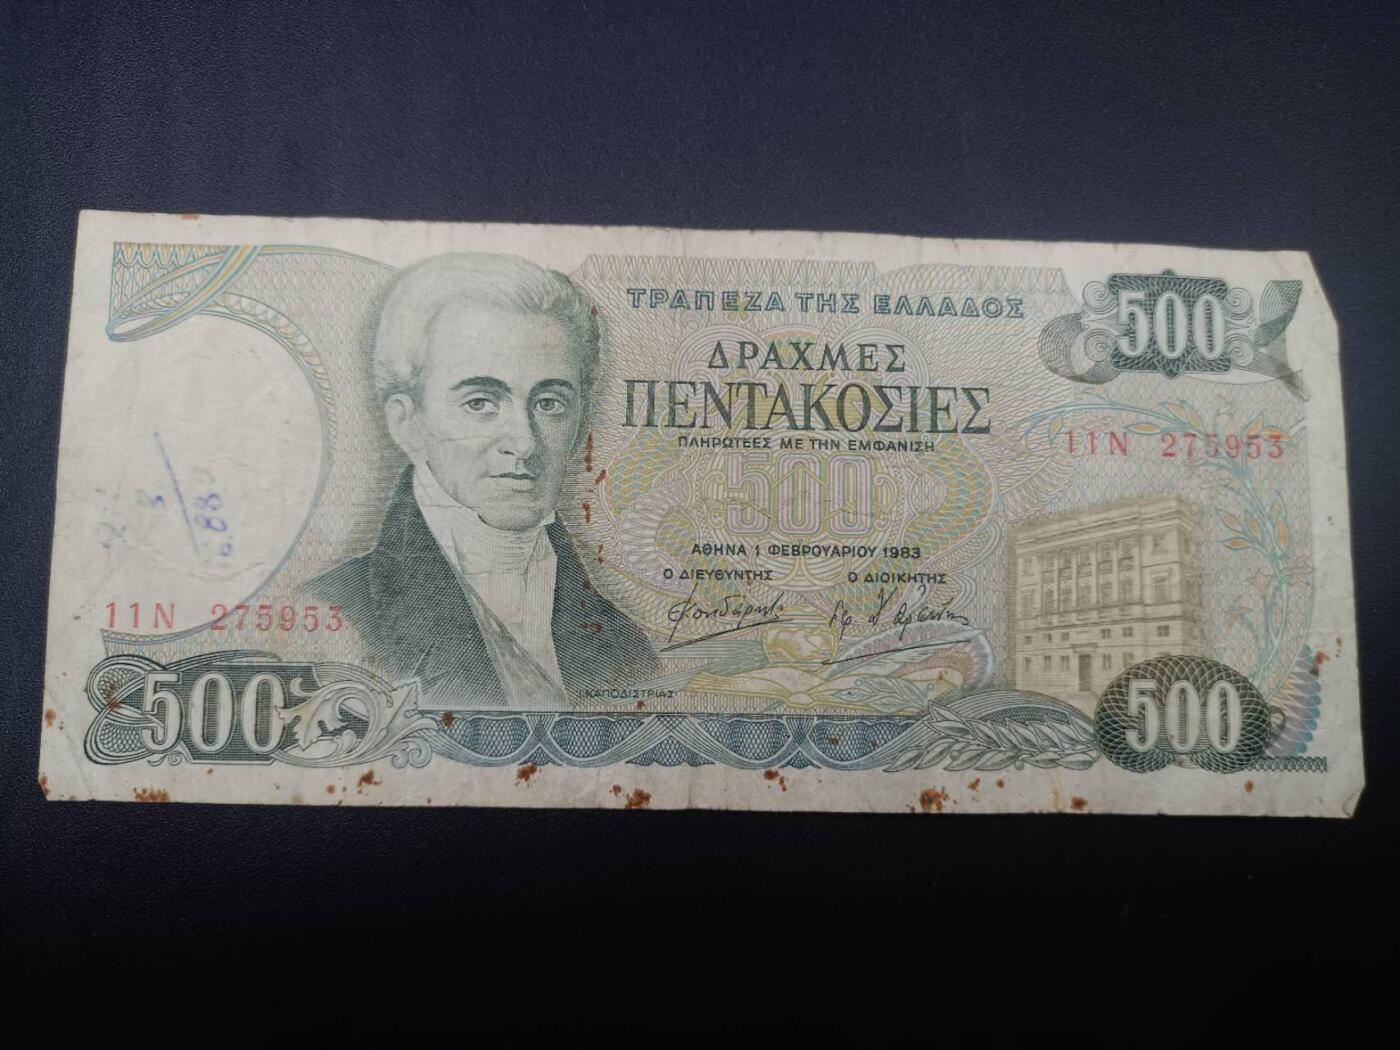 ΤΡΑΠΕΖΑ ΤΗΣ ΕΛΛΑΔΟΣ
500
ΔΡΑΧΜΕΣ
ΠΕΝΤΑΚΟΣΙΕΣ
ΠΛΗΡΩΤΕΕΣ ΜΕ ΤΗΝ ΕΜΦΑΝΙΣΗ
11N 275953
500
ΑΘΗΝΑ 1 ΦΕΒΡΟΥΑΡΙΟΥ 1983
Ο ΔΙΕΥΘΥΝΤΗΣ Ο ΔΙΟΙΚΗΤΗΣ
11N 275953
Ι. ΚΑΠΟΔΙΣΤΡΙΑΣ
500
500